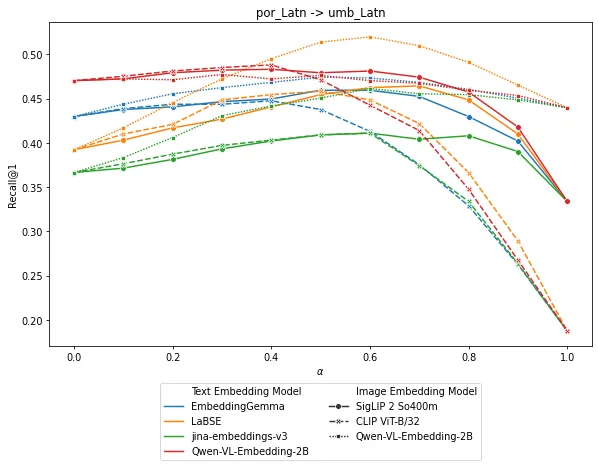 por_Latn -> umb_Latn
Recall@1
0.50
0.45
0.40
0.35
0.30
0.25
0.20
0.0 0.2 0.4 0.6 0.8 1.0
α
Text Embedding Model
EmbeddingGemma
LaBSE
jina-embeddings-v3
Qwen-VL-Embedding-2B
Image Embedding Model
SigLIP 2 So400m
CLIP ViT-B/32
Qwen-VL-Embedding-2B